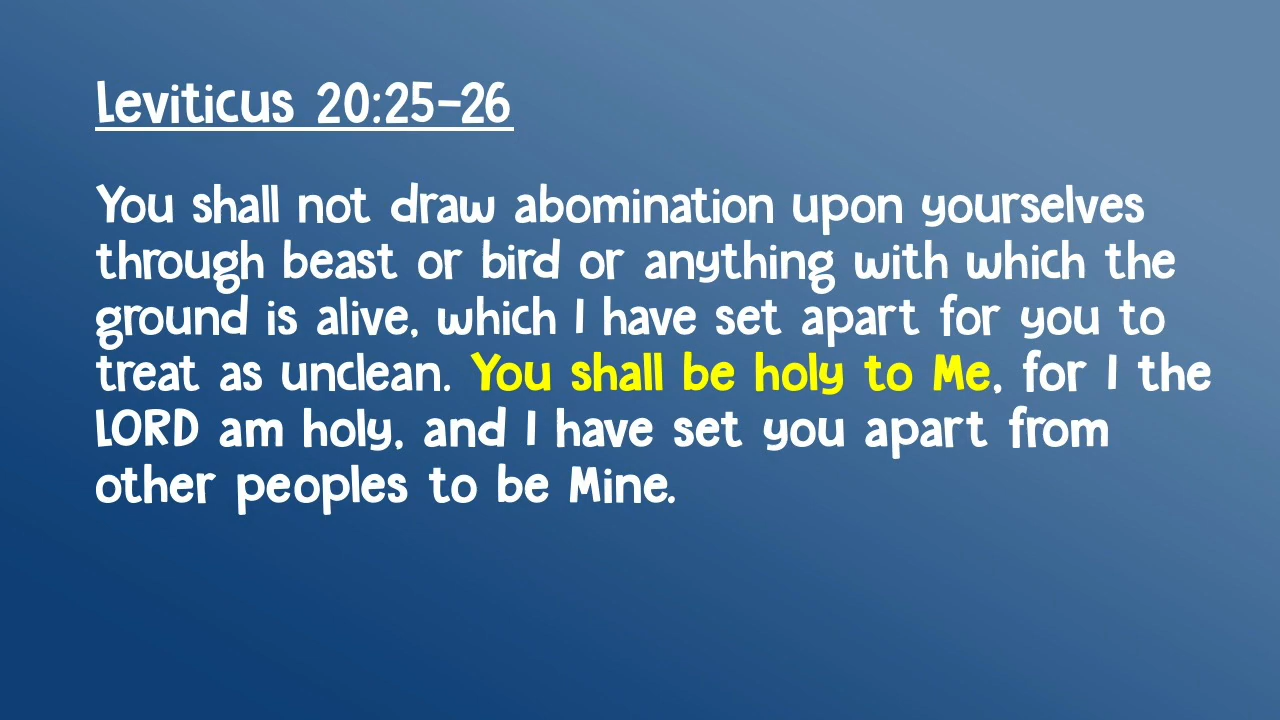 Leviticus 20:25-26
You shall not draw abomination upon yourselves
through beast or bird or anything with which the
ground is alive, which I have set apart for you to
treat as unclean. You shall be holy to Me, for I the
LORD am holy, and I have set you apart from
other peoples to be Mine.